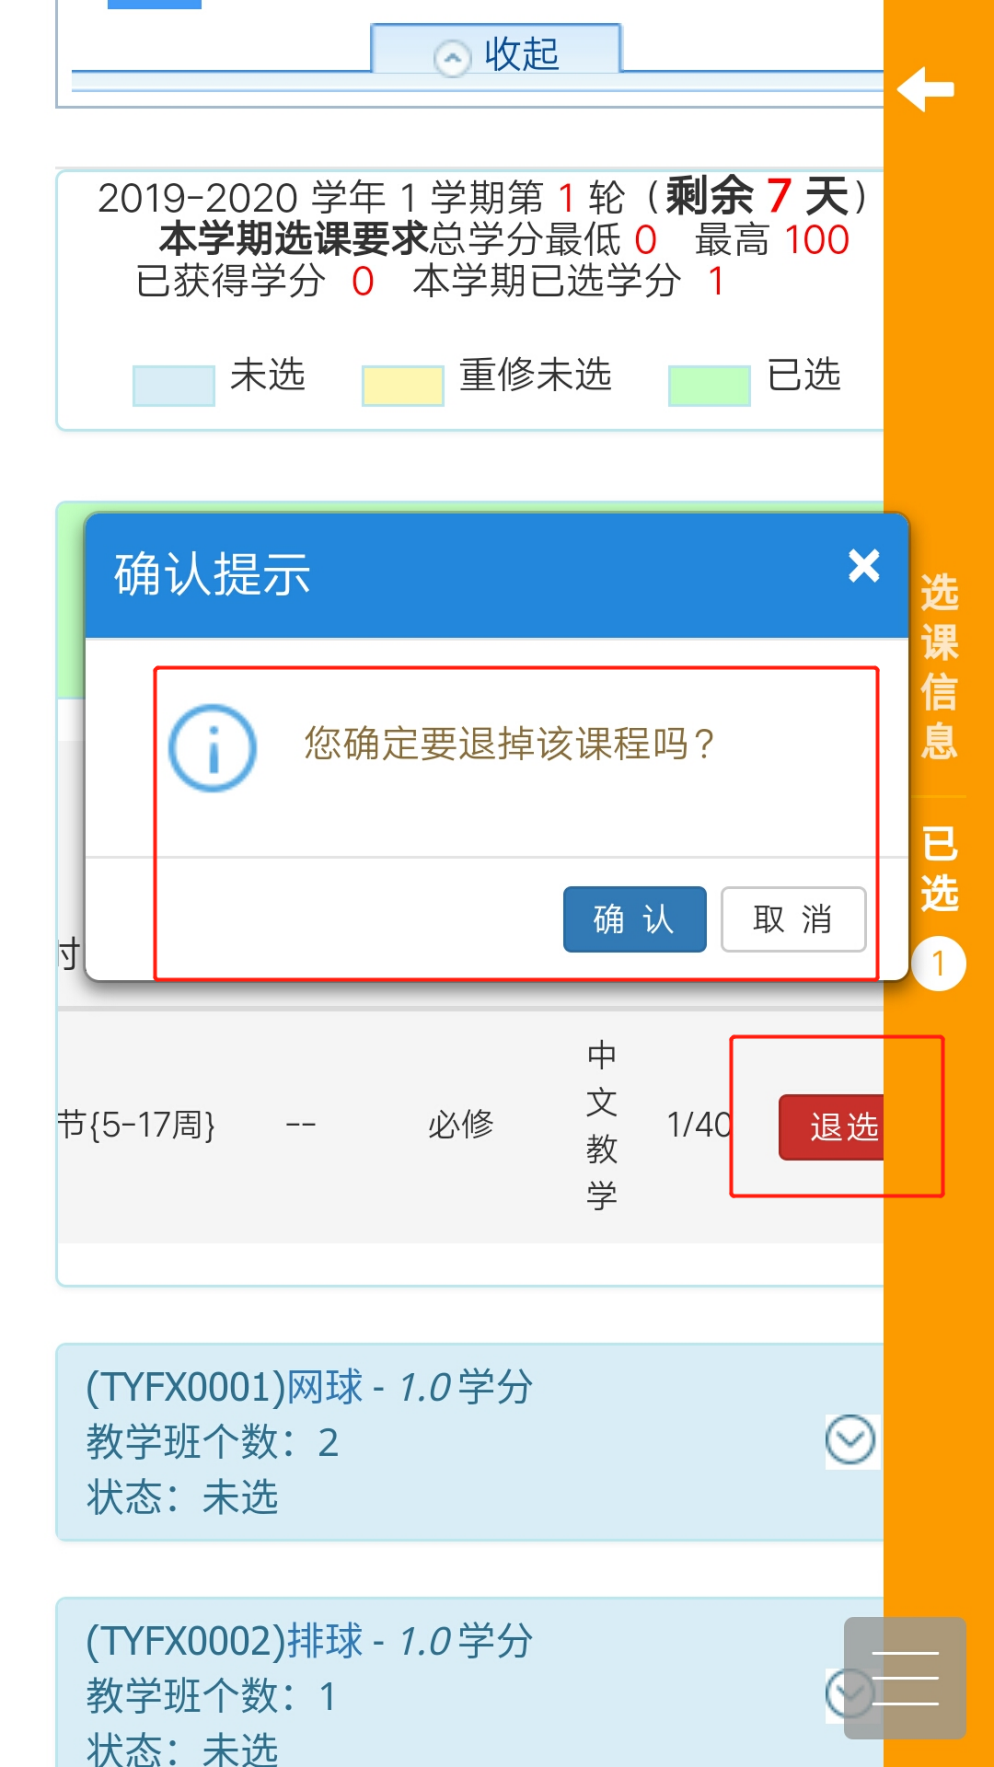 收起
2019-2020 学年 1 学期第 1 轮（剩余 7 天）
本学期选课要求总学分最低 0 最高 100
已获得学分 0 本学期已选学分 1
未选 重修未选 已选
确认提示
您确定要退掉该课程吗？
确 认 取 消
时
节{5-17周} -- 必修 中文教学 1/40 退选
(TYFX0001)网球 - 1.0 学分
教学班个数：2
状态：未选
(TYFX0002)排球 - 1.0 学分
教学班个数：1
状态：未选
选课信息
已选
1